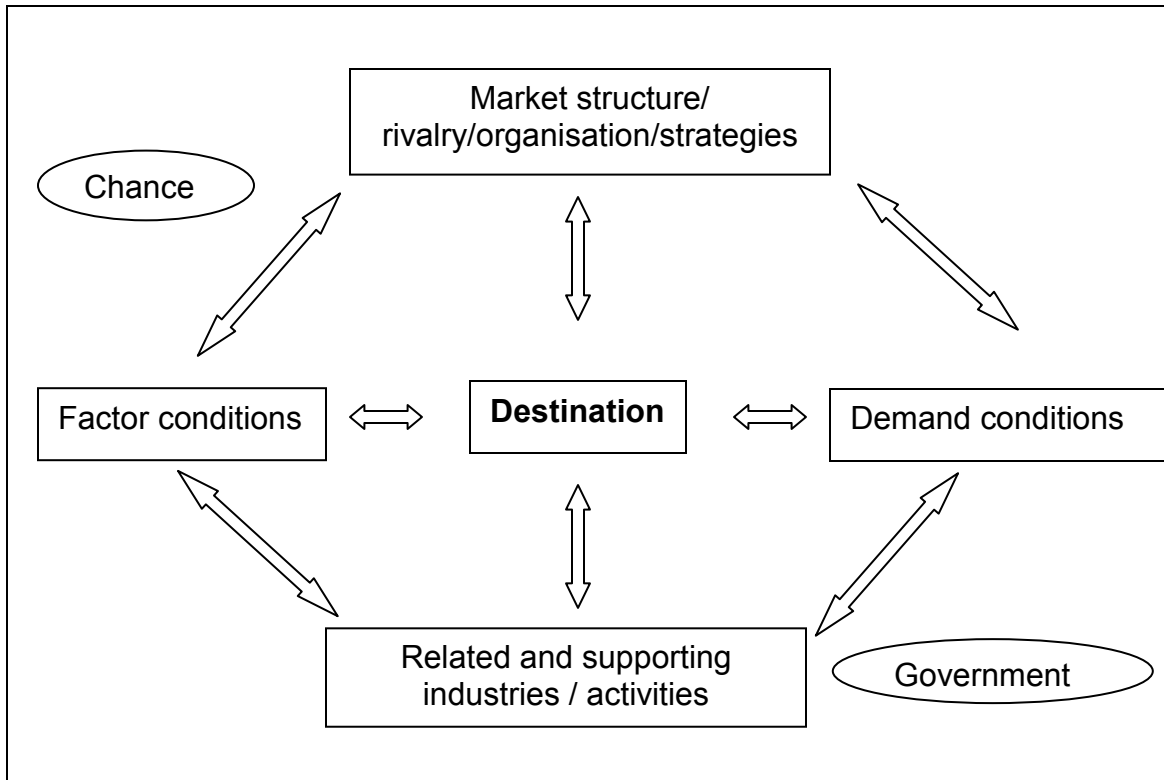 Market structure/
rivalry/organisation/strategies
Chance
Factor conditions
Destination
Demand conditions
Related and supporting
industries / activities
Government